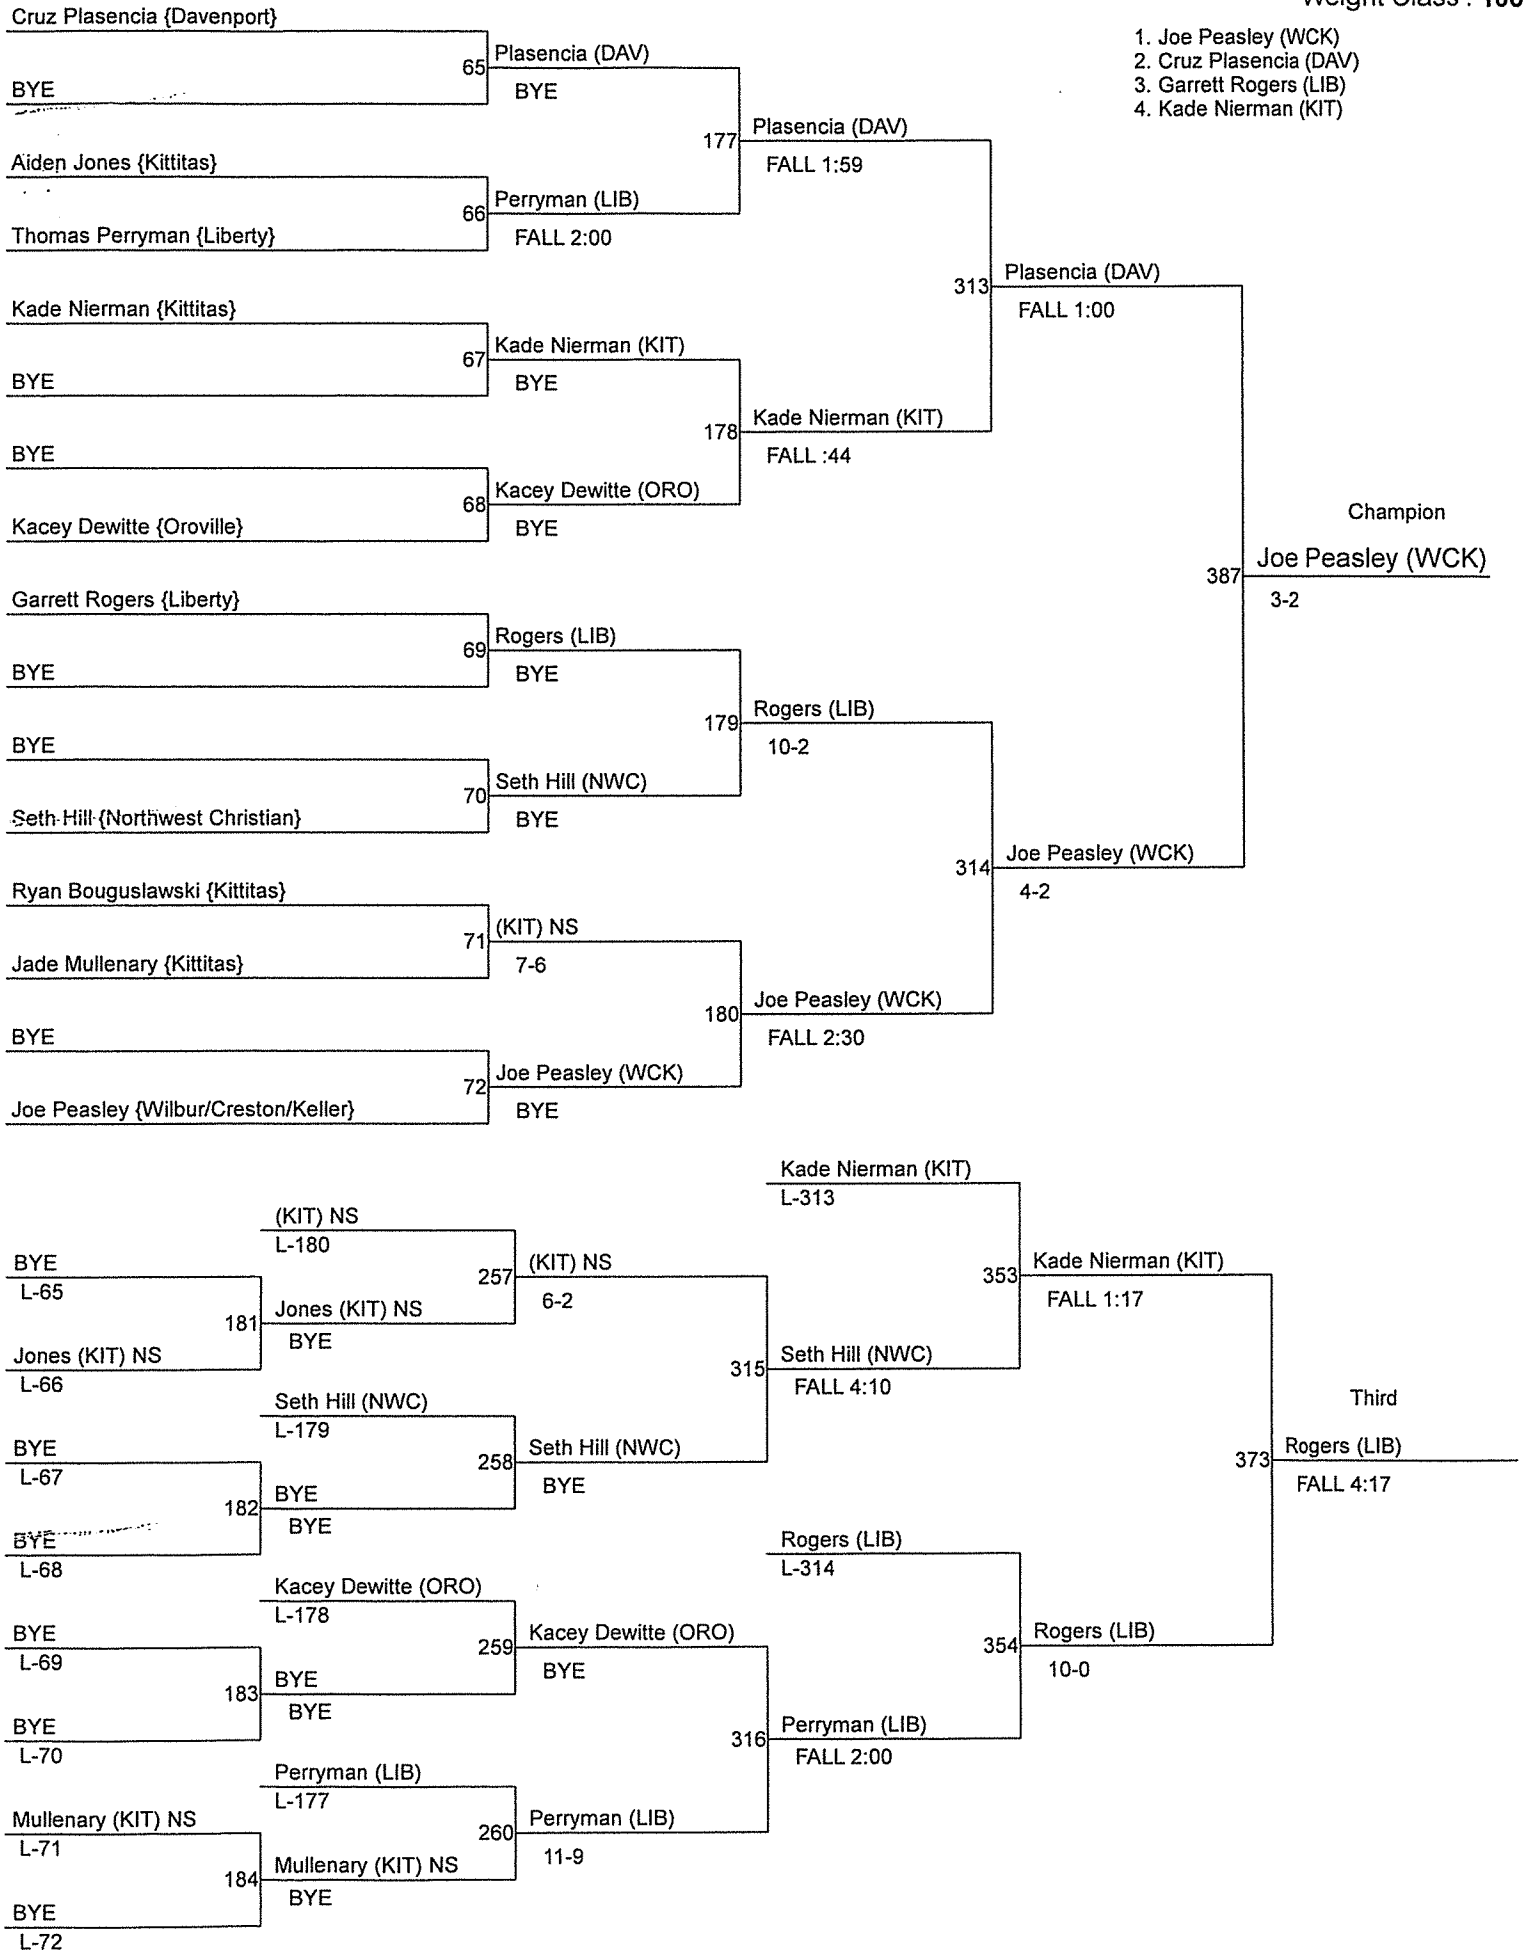 Weight Class :
1. Joe Peasley (WCK)
2. Cruz Plasencia (DAV)
3. Garrett Rogers (LIB)
4. Kade Nierman (KIT)
Cruz Plasencia {Davenport}
65 Plasencia (DAV)
BYE
BYE
177 Plasencia (DAV)
FALL 1:59
Aiden Jones {Kittitas}
66 Perryman (LIB)
FALL 2:00
Thomas Perryman {Liberty}
313 Plasencia (DAV)
FALL 1:00
Kade Nierman {Kittitas}
67 Kade Nierman (KIT)
BYE
BYE
178 Kade Nierman (KIT)
FALL :44
BYE
68 Kacey Dewitte (ORO)
BYE
Kacey Dewitte {Oroville}
Champion
387 Joe Peasley (WCK)
3-2
Garrett Rogers {Liberty}
69 Rogers (LIB)
BYE
BYE
179 Rogers (LIB)
10-2
BYE
70 Seth Hill (NWC)
BYE
Seth Hill {Northwest Christian}
314 Joe Peasley (WCK)
4-2
Ryan Bouguslawski {Kittitas}
71 (KIT) NS
7-6
Jade Mullenary {Kittitas}
180 Joe Peasley (WCK)
FALL 2:30
BYE
72 Joe Peasley (WCK)
BYE
Joe Peasley {Wilbur/Creston/Keller}
Kade Nierman (KIT)
L-313
(KIT) NS
L-180
BYE
L-65
257 (KIT) NS
6-2
353 Kade Nierman (KIT)
FALL 1:17
181 Jones (KIT) NS
BYE
Jones (KIT) NS
L-66
315 Seth Hill (NWC)
FALL 4:10
Seth Hill (NWC)
L-179
Third
BYE
L-67
258 Seth Hill (NWC)
BYE
373 Rogers (LIB)
FALL 4:17
182 BYE
BYE
BYE
L-68
Rogers (LIB)
L-314
Kacey Dewitte (ORO)
L-178
BYE
L-69
259 Kacey Dewitte (ORO)
BYE
354 Rogers (LIB)
10-0
183 BYE
BYE
BYE
L-70
316 Perryman (LIB)
FALL 2:00
Perryman (LIB)
L-177
Mullenary (KIT) NS
L-71
260 Perryman (LIB)
11-9
184 Mullenary (KIT) NS
BYE
BYE
L-72